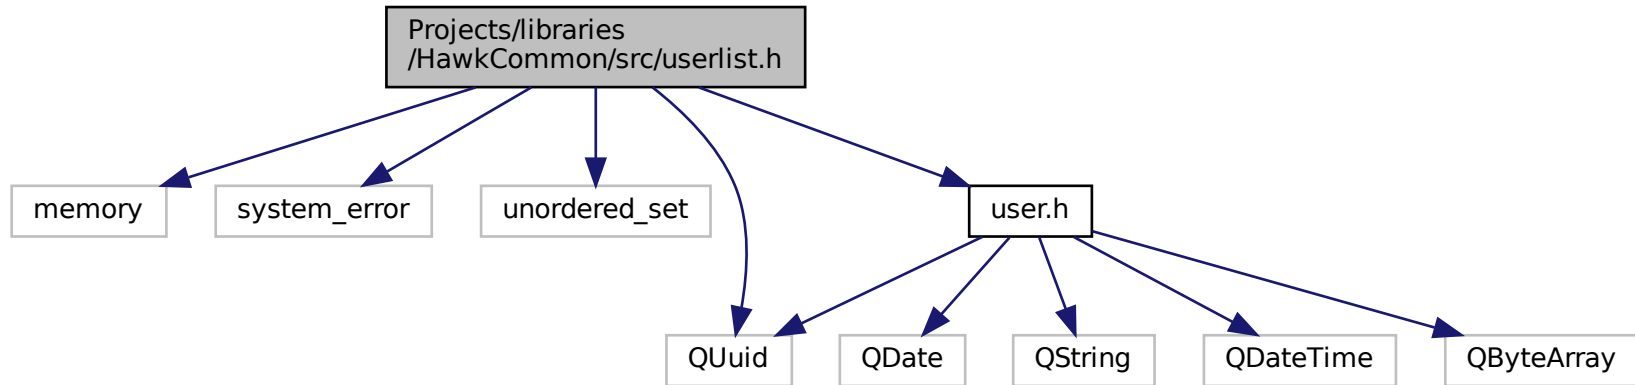 Projects/libraries
/HawkCommon/src/userlist.h
memory
system_error
unordered_set
user.h
QUuid
QDate
QString
QDateTime
QByteArray